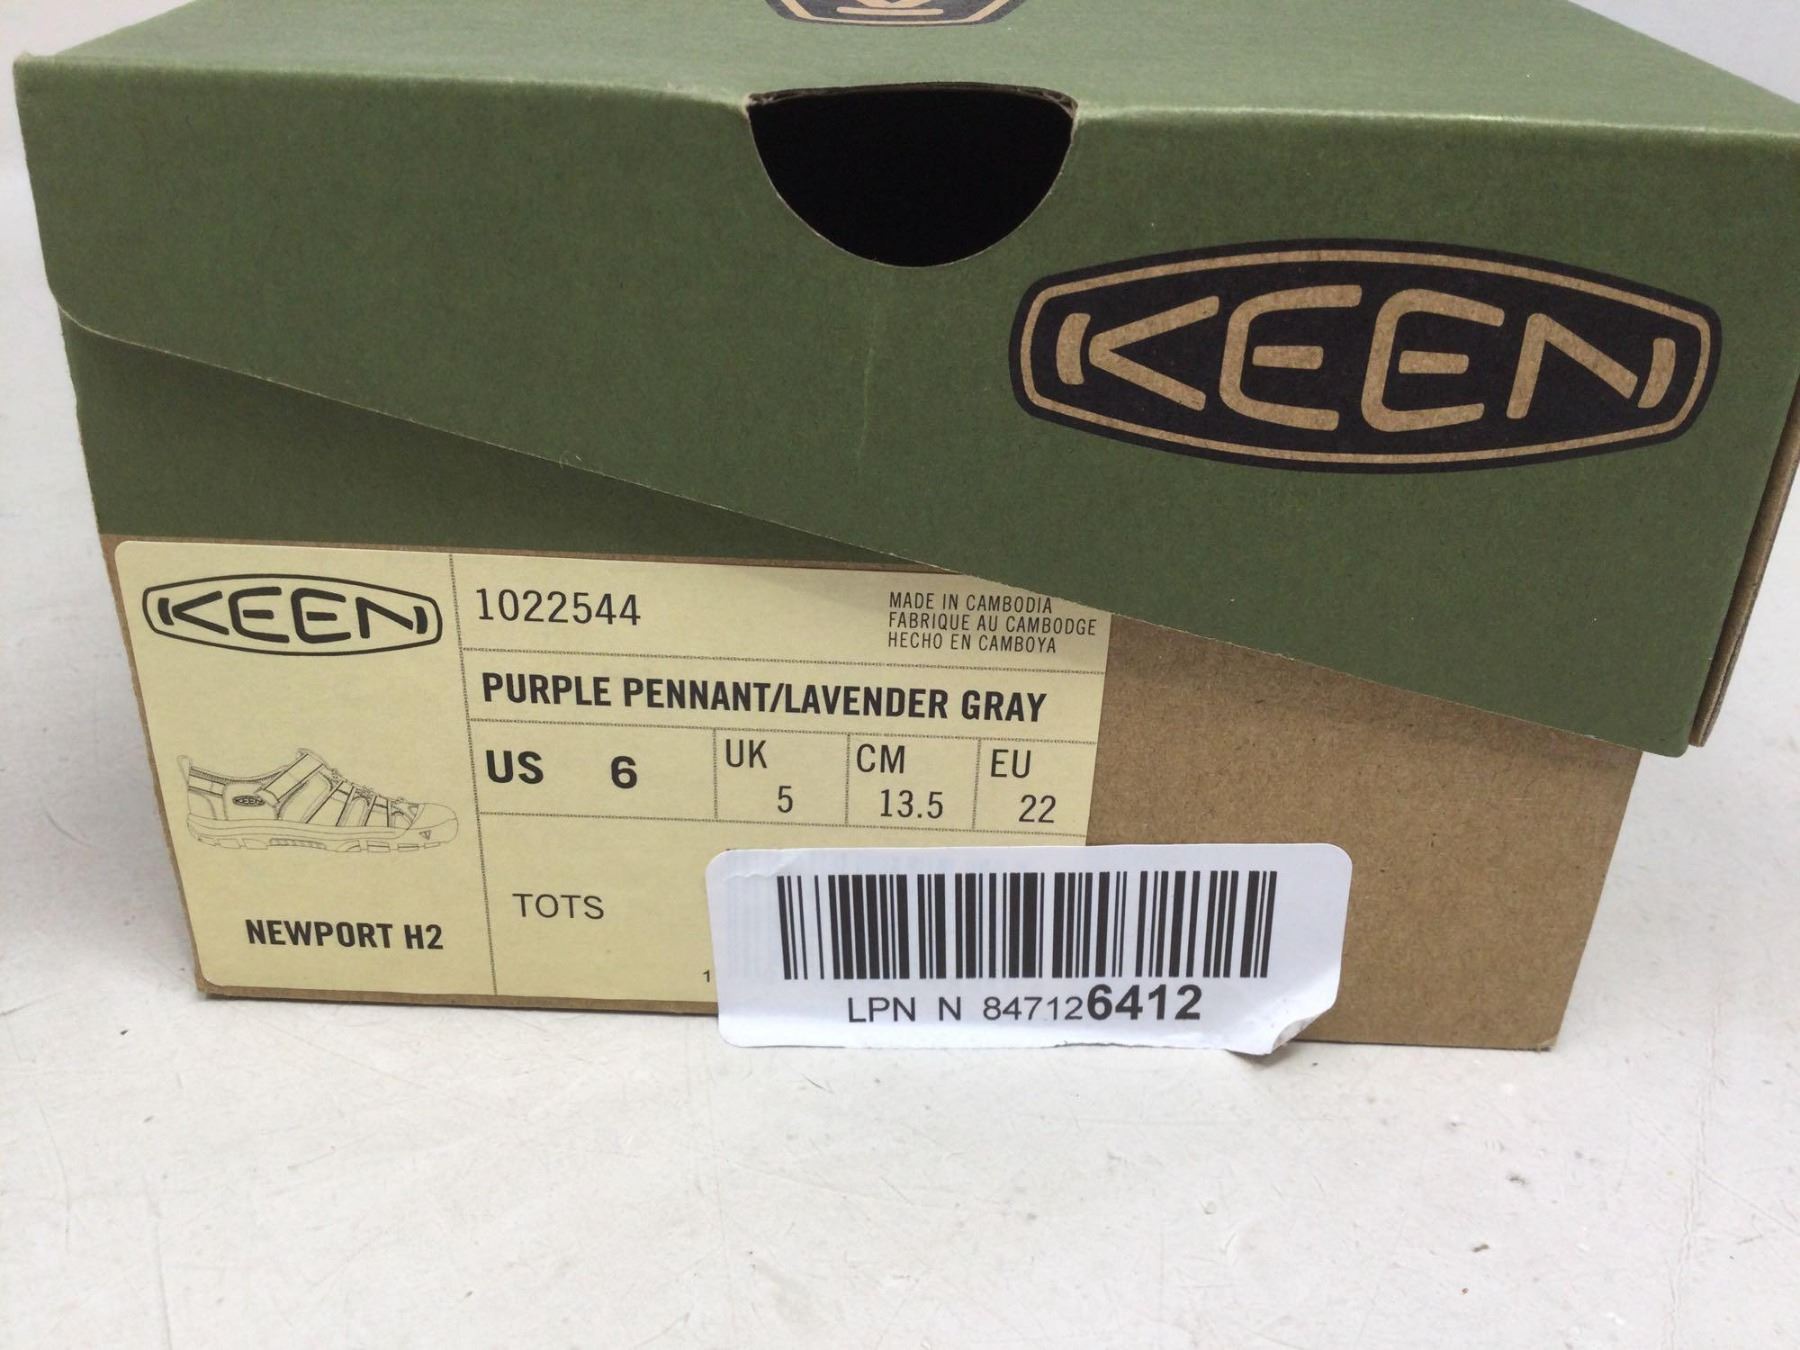 KEEN
KEEN
1022544
MADE IN CAMBODIA
FABRIQUE AU CAMBODGE
HECHO EN CAMBOYA
PURPLE PENNANT/LAVENDER GRAY
US 6
UK 5
CM 13.5
EU 22
NEWPORT H2
TOTS
1
LPN N 847126412